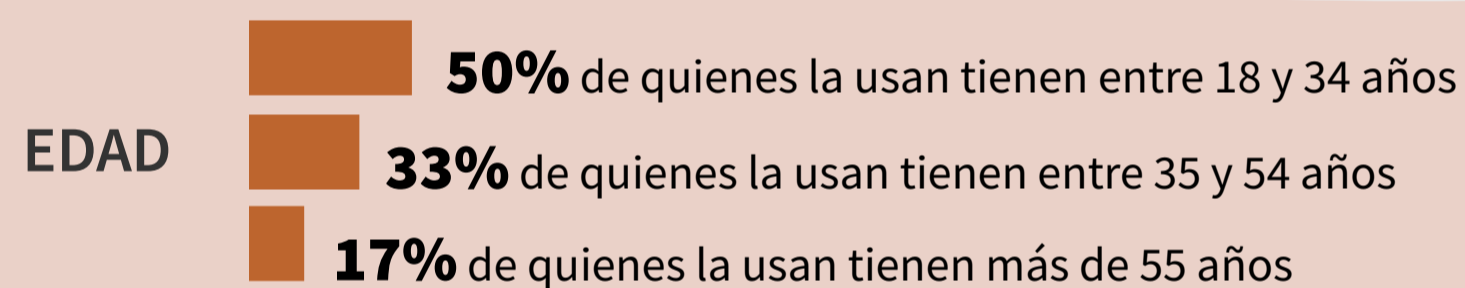 50% de quienes la usan tienen entre 18 y 34 años
EDAD
33% de quienes la usan tienen entre 35 y 54 años
17% de quienes la usan tienen más de 55 años